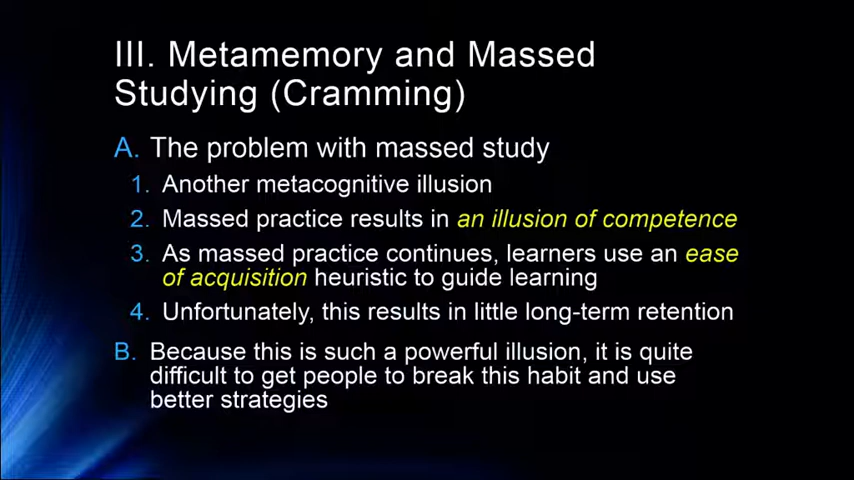 III. Metamemory and Massed
Studying (Cramming)
A. The problem with massed study
1. Another metacognitive illusion
2. Massed practice results in an illusion of competence
3. As massed practice continues, learners use an ease
of acquisition heuristic to guide learning
4. Unfortunately, this results in little long-term retention
B. Because this is such a powerful illusion, it is quite
difficult to get people to break this habit and use
better strategies